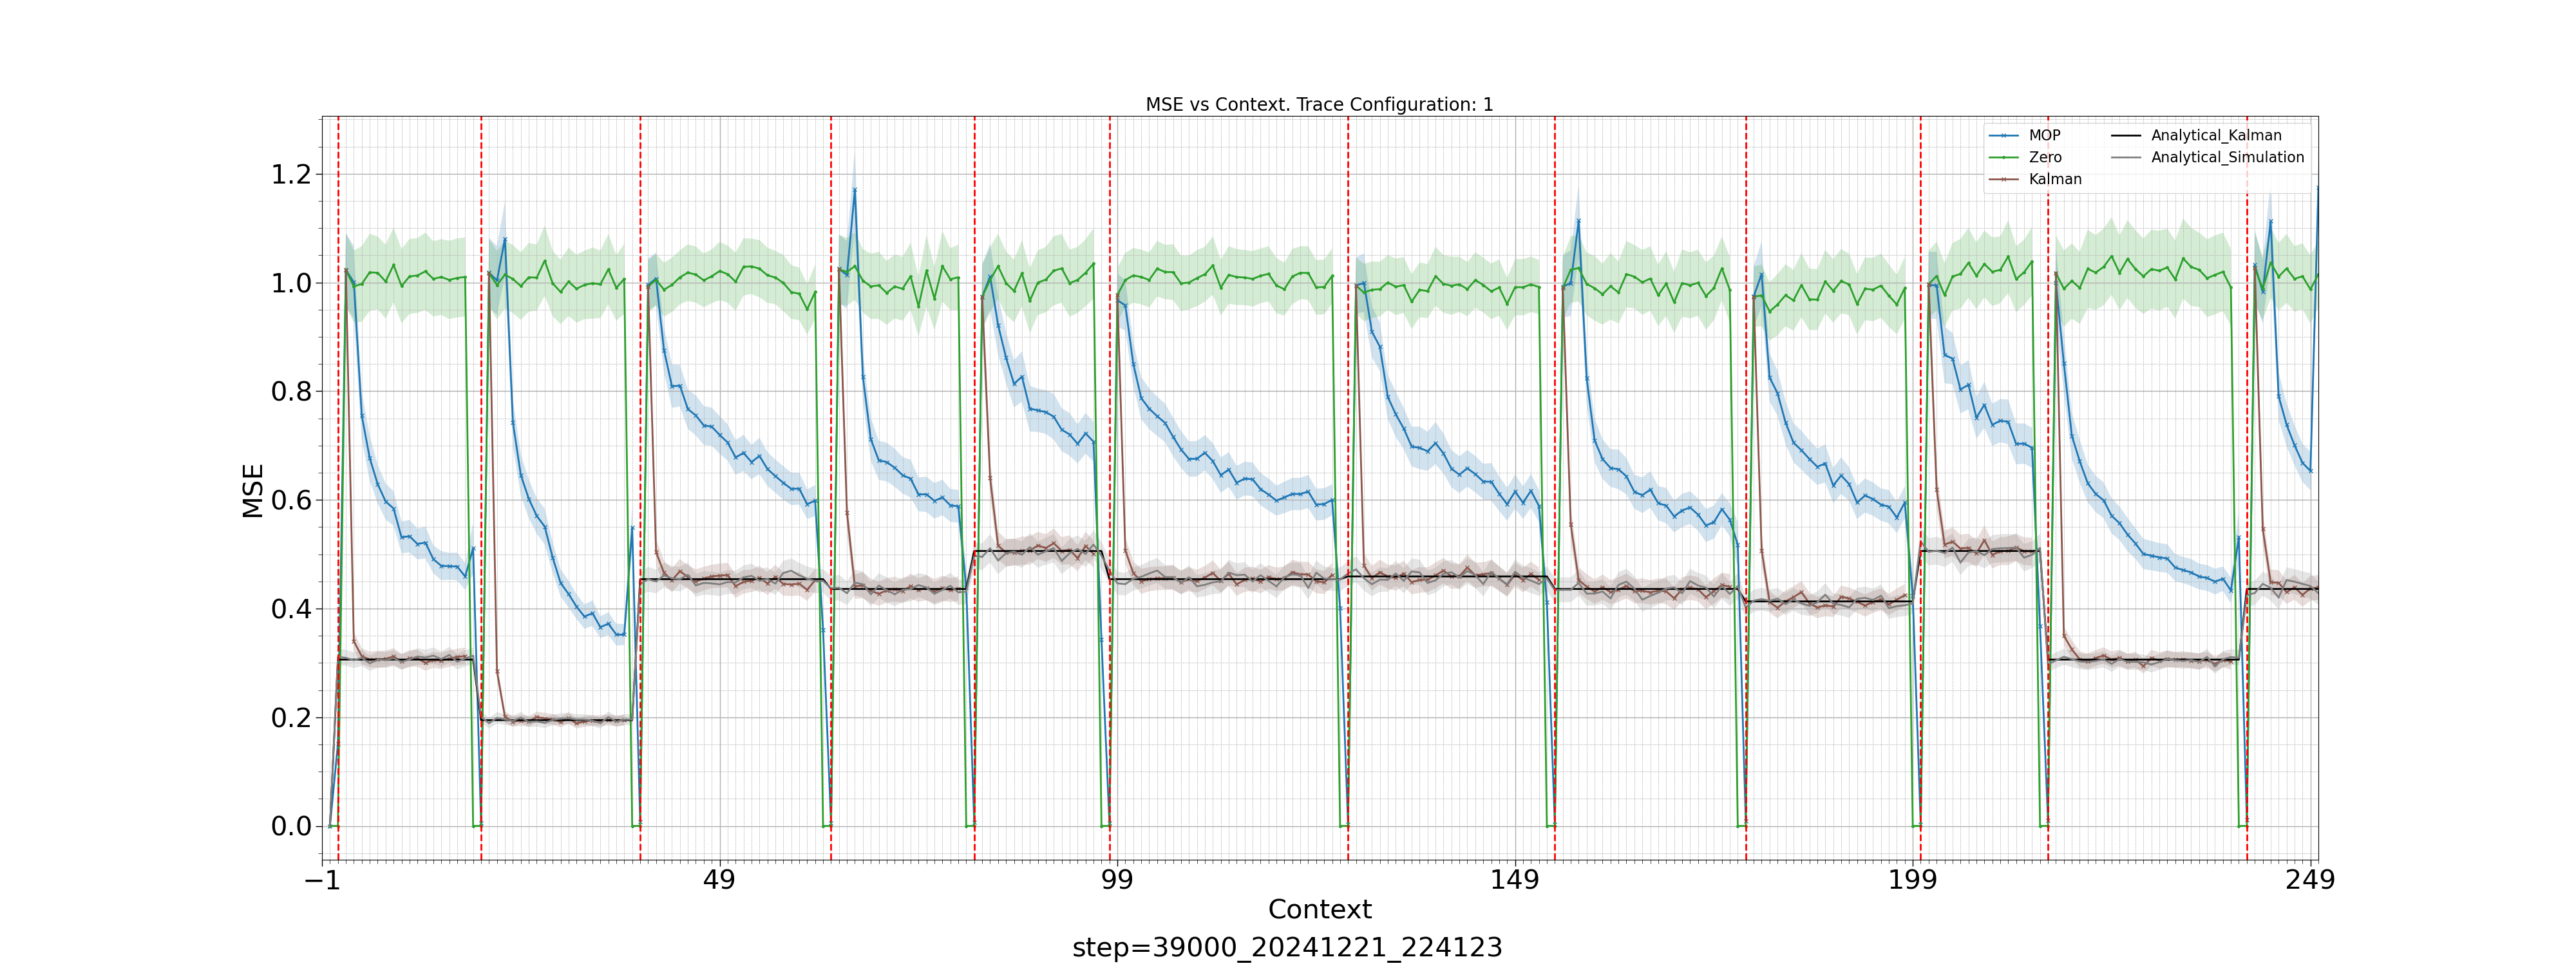 MSE vs Context. Trace Configuration: 1
MOP
Zero
Kalman
Analytical_Kalman
Analytical_Simulation
MSE
1.2
1.0
0.8
0.6
0.4
0.2
0.0
−1 49 99 149 199 249
Context
step=39000_20241221_224123